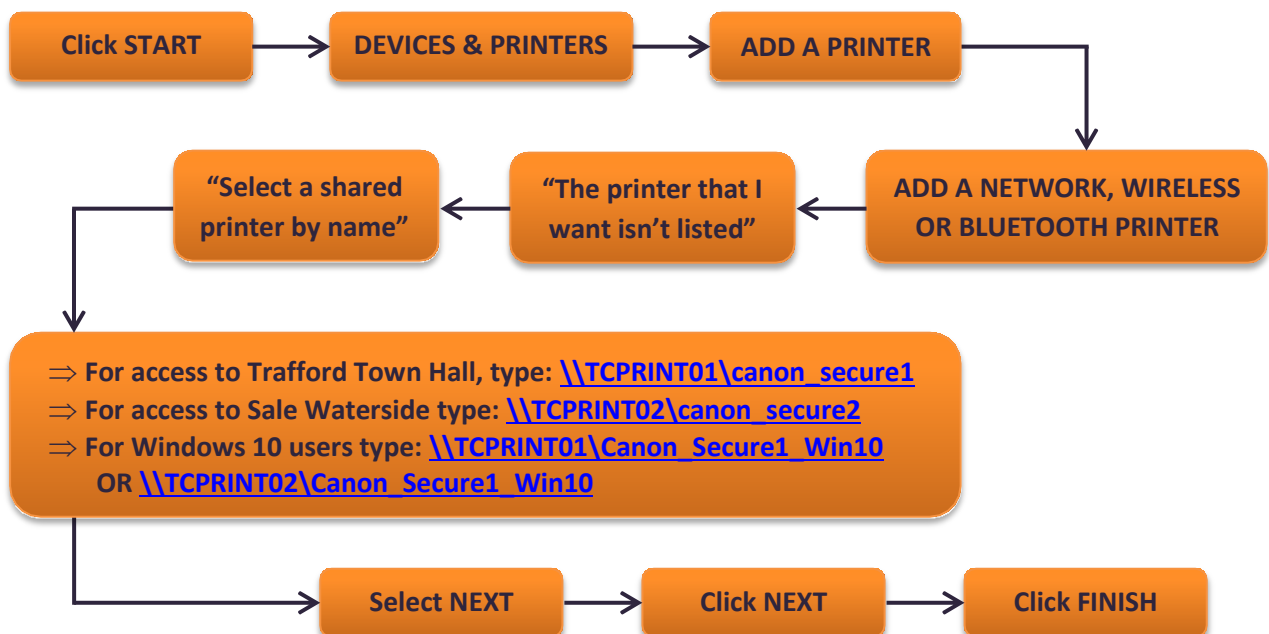 Click START
DEVICES & PRINTERS
ADD A PRINTER
ADD A NETWORK, WIRELESS
OR BLUETOOTH PRINTER
“The printer that I
want isn’t listed”
“Select a shared
printer by name”
⇒ For access to Trafford Town Hall, type: \\TCPRINT01\canon_secure1
⇒ For access to Sale Waterside type: \\TCPRINT02\canon_secure2
⇒ For Windows 10 users type: \\TCPRINT01\Canon_Secure1_Win10
OR \\TCPRINT02\Canon_Secure1_Win10
Select NEXT
Click NEXT
Click FINISH